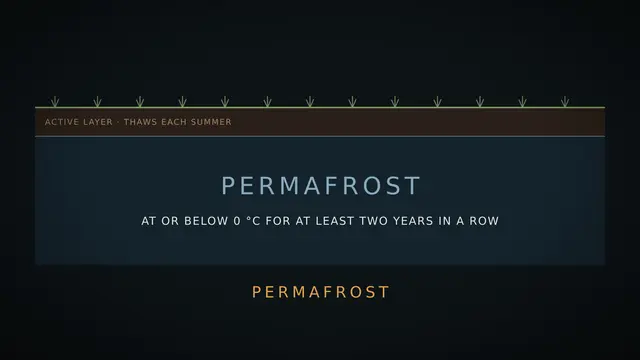 ACTIVE LAYER · THAWS EACH SUMMER
PERMAFROST
AT OR BELOW 0 °C FOR AT LEAST TWO YEARS IN A ROW
PERMAFROST